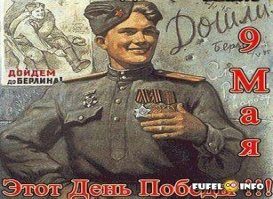 Дошли
ДОЙДЕМ
ДО БЕРЛИНА!
9
Мая
Этот День Победы !!!
FUFEL INFO